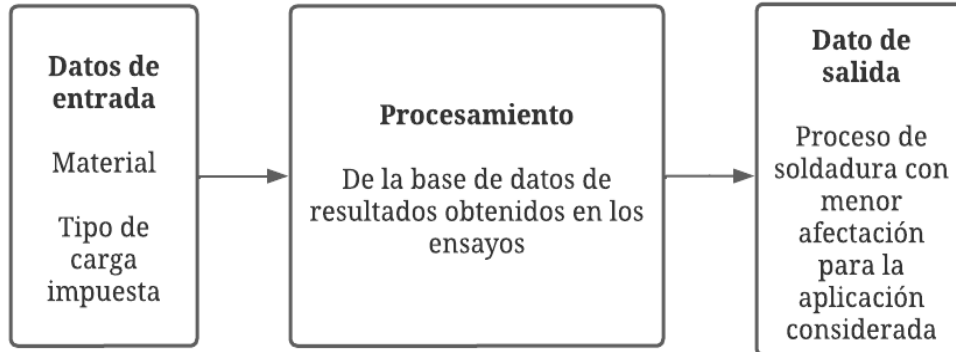 Datos de
entrada
Material
Tipo de
carga
impuesta
Procesamiento
De la base de datos de
resultados obtenidos en los
ensayos
Dato de
salida
Proceso de
soldadura con
menor
afectación
para la
aplicación
considerada